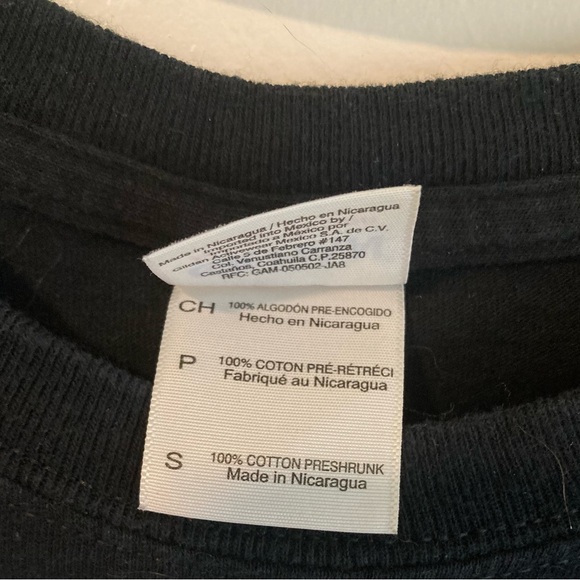 Made in Nicaragua / Hecho en Nicaragua
Imported into Mexico by /
Importado a México por
Gildan Activewear Mexico S.A. de C.V.
Calle 5 de Febrero #147
Col. Venustiano Carranza
Castaños, Coahuila C.P.25870
RFC: GAM-050502-JA8
CH 100% ALGODÓN PRE-ENCOGIDO
Hecho en Nicaragua
P 100% COTON PRÉ-RÉTRÉCI
Fabriqué au Nicaragua
S 100% COTTON PRESHRUNK
Made in Nicaragua